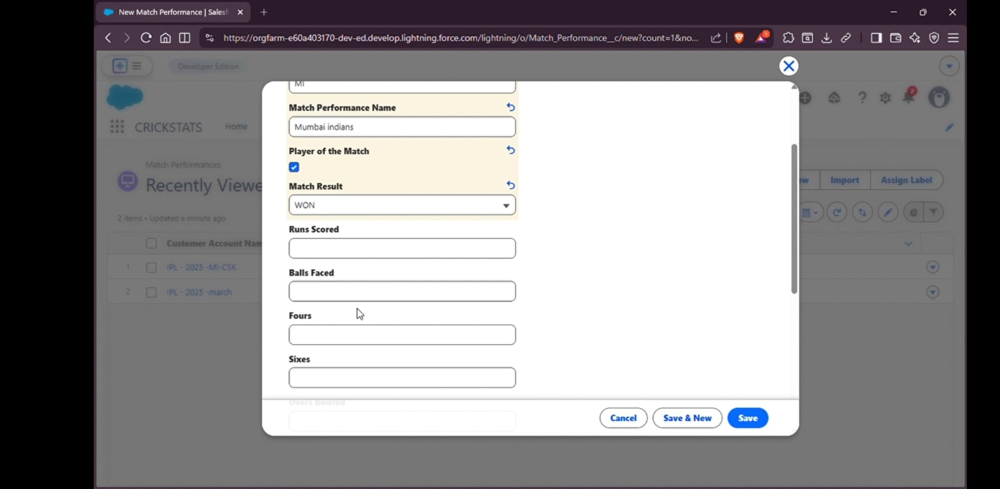 New Match Performance | Salesf
https://orgfarm-e60a403170-dev-ed.develop.lightning.force.com/lightning/o/Match_Performance__c/new?count=1&no...
1
Developer Edition
2
CRICKSTATS
Home
Match Performances
Recently Viewe
ew
Import
Assign Label
2 items • Updated a minute ago
Customer Account Nam
1 IPL - 2025 -MI-CSK
2 IPL - 2025 -march
MI
Match Performance Name
Mumbai indians
Player of the Match
Match Result
WON
Runs Scored
Balls Faced
Fours
Sixes
Overs Bowled
Cancel
Save & New
Save